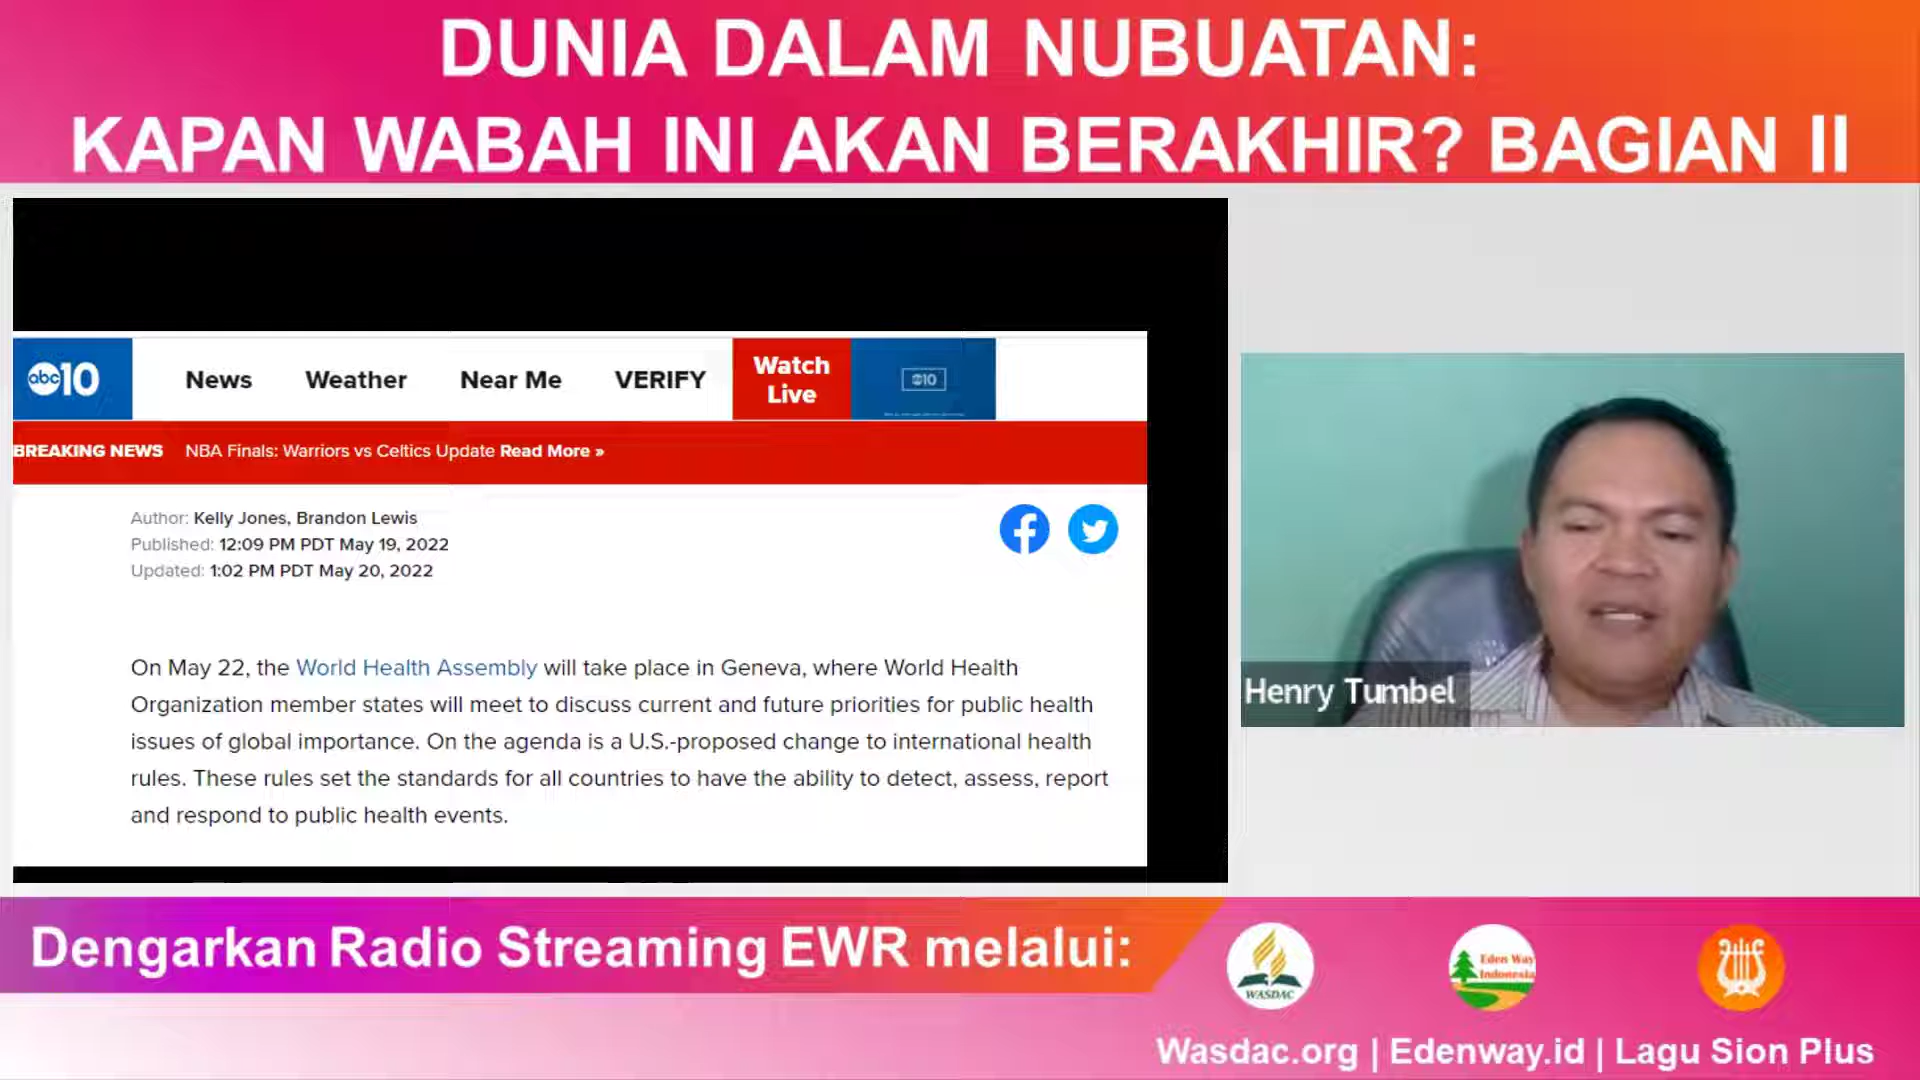 DUNIA DALAM NUBUATAN:
KAPAN WABAH INI AKAN BERAKHIR? BAGIAN II
abc10
News
Weather
Near Me
VERIFY
Watch
Live
BREAKING NEWS NBA Finals: Warriors vs Celtics Update Read More »
Author: Kelly Jones, Brandon Lewis
Published: 12:09 PM PDT May 19, 2022
Updated: 1:02 PM PDT May 20, 2022
On May 22, the World Health Assembly will take place in Geneva, where World Health
Organization member states will meet to discuss current and future priorities for public health
issues of global importance. On the agenda is a U.S.-proposed change to international health
rules. These rules set the standards for all countries to have the ability to detect, assess, report
and respond to public health events.
Henry Tumbel
Dengarkan Radio Streaming EWR melalui:
WASDAC
Eden Way
Indonesia
Wasdac.org | Edenway.id | Lagu Sion Plus